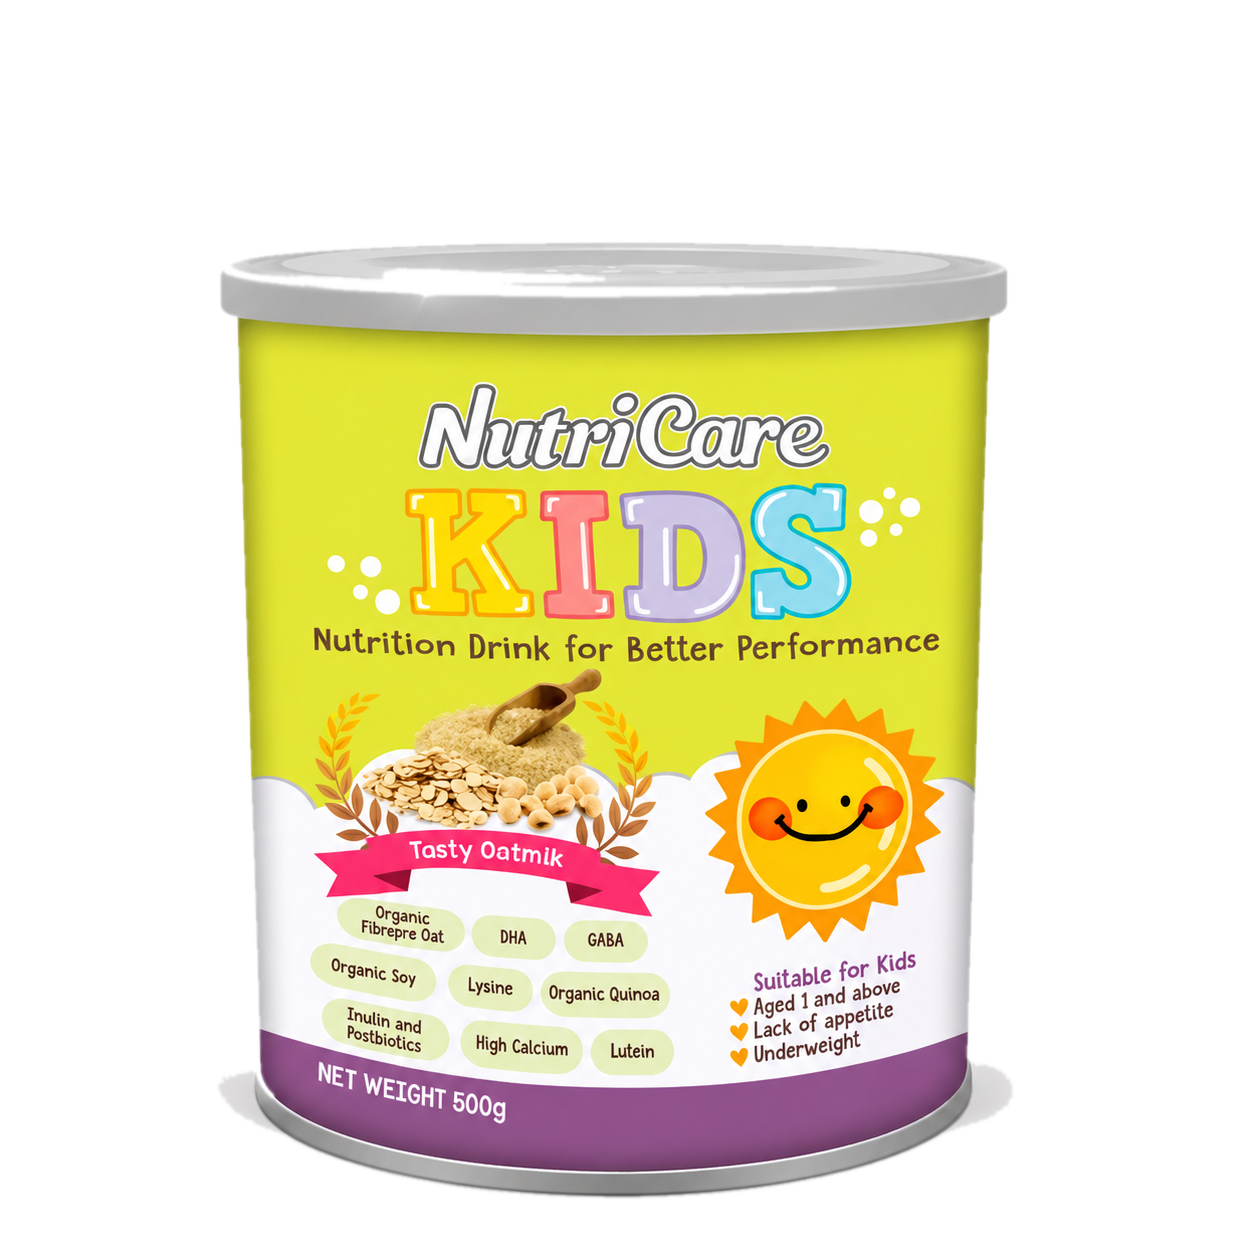 NutriCare
KIDS
Nutrition Drink for Better Performance
Tasty Oatmik
Organic
Fibrepre Oat
DHA
GABA
Organic Soy
Lysine
Organic Quinoa
Inulin and
Postbiotics
High Calcium
Lutein
Suitable for Kids
Aged 1 and above
Lack of appetite
Underweight
NET WEIGHT 500g